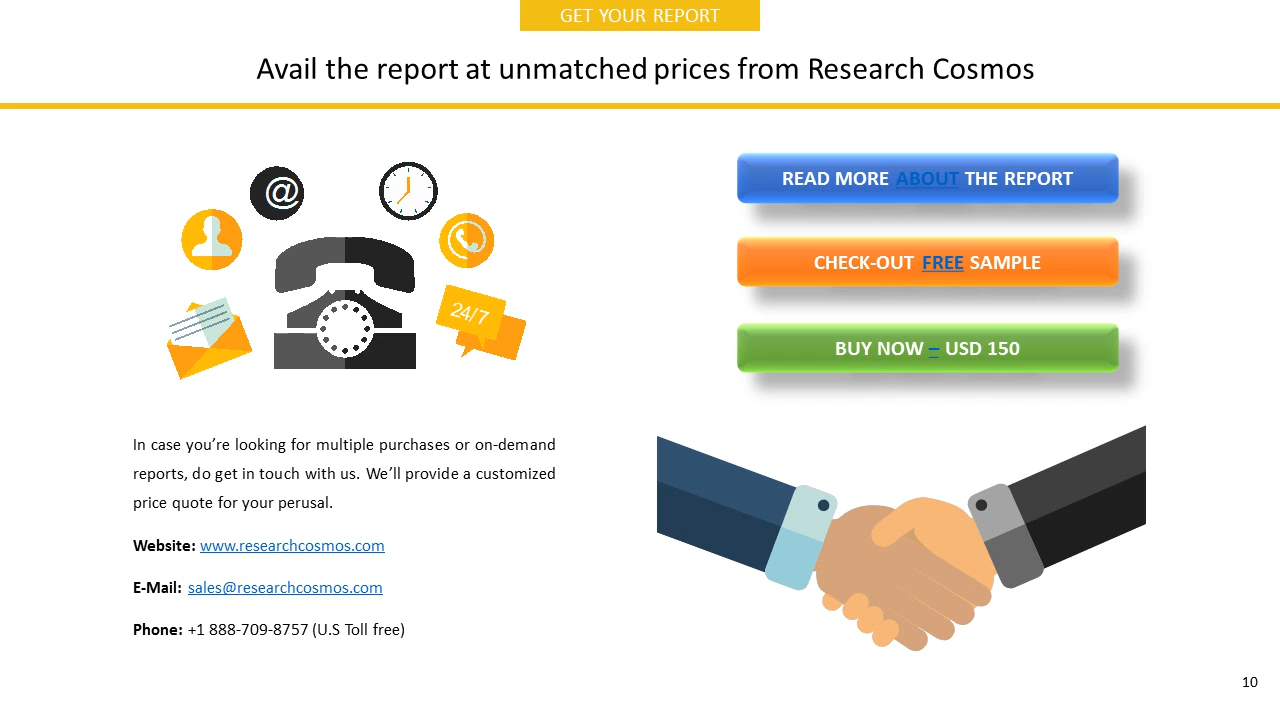 GET YOUR REPORT
Avail the report at unmatched prices from Research Cosmos
@
24/7
READ MORE ABOUT THE REPORT
CHECK-OUT FREE SAMPLE
BUY NOW – USD 150
In case you’re looking for multiple purchases or on-demand
reports, do get in touch with us. We’ll provide a customized
price quote for your perusal.
Website: www.researchcosmos.com
E-Mail: sales@researchcosmos.com
Phone: +1 888-709-8757 (U.S Toll free)
10